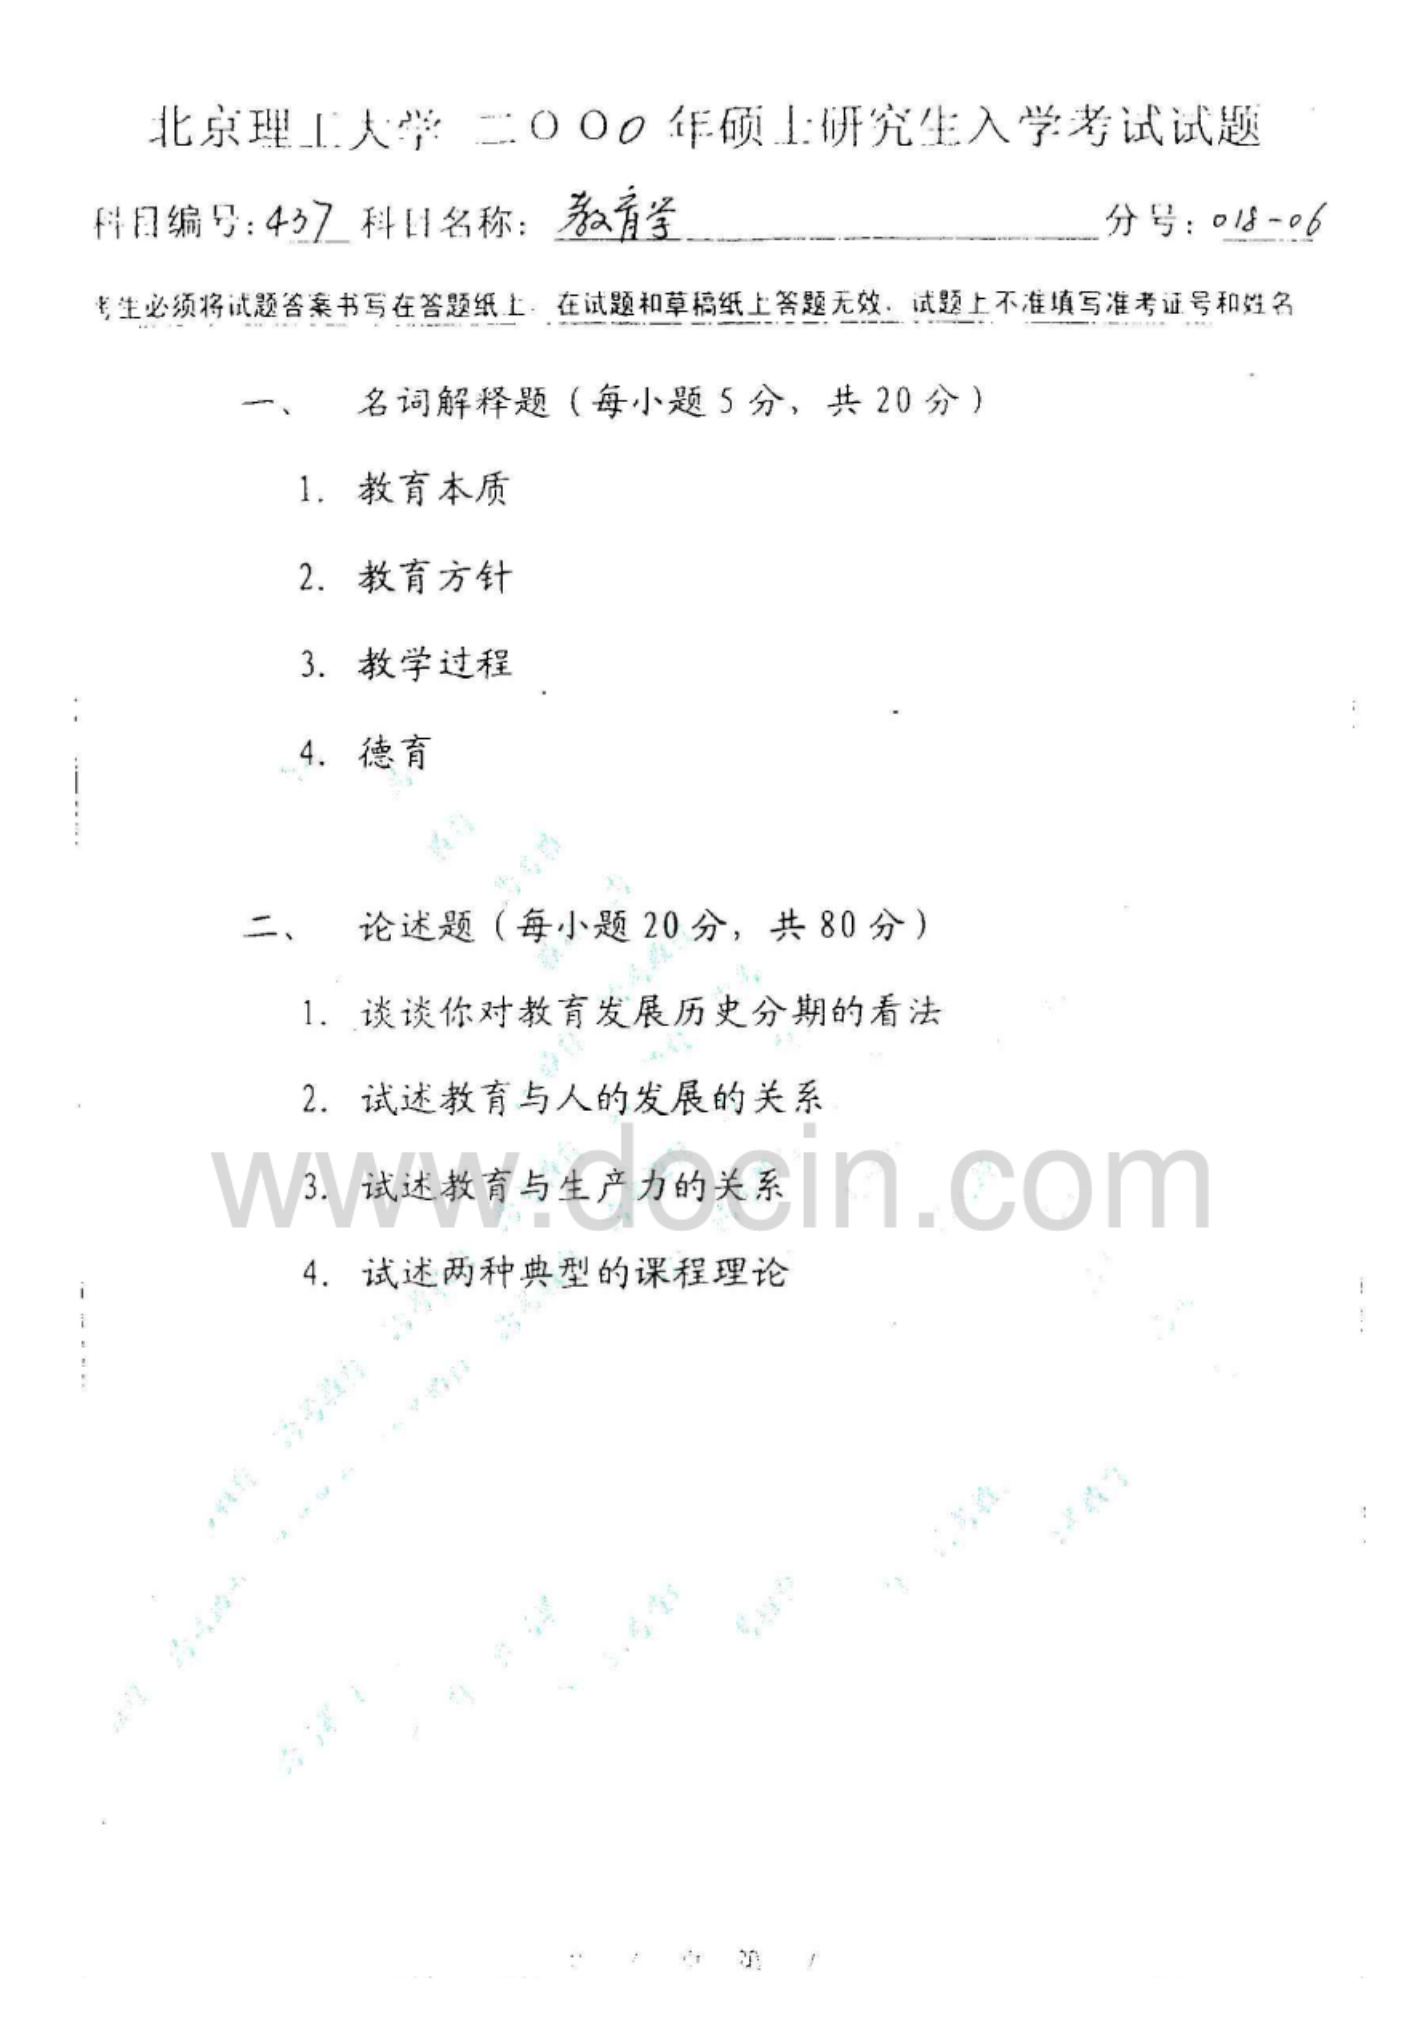 北京理工大学 二〇〇〇年硕士研究生入学考试试题
科目编号:437 科目名称: 教育学 分号:018-06
考生必须将试题答案书写在答题纸上. 在试题和草稿纸上答题无效. 试题上不准填写准考证号和姓名
一、 名词解释题（每小题5分, 共20分）
1. 教育本质
2. 教育方针
3. 教学过程
4. 德育
二、 论述题（每小题20分, 共80分）
1. 谈谈你对教育发展历史分期的看法
2. 试述教育与人的发展的关系
www.docin.com
3. 试述教育与生产力的关系
4. 试述两种典型的课程理论